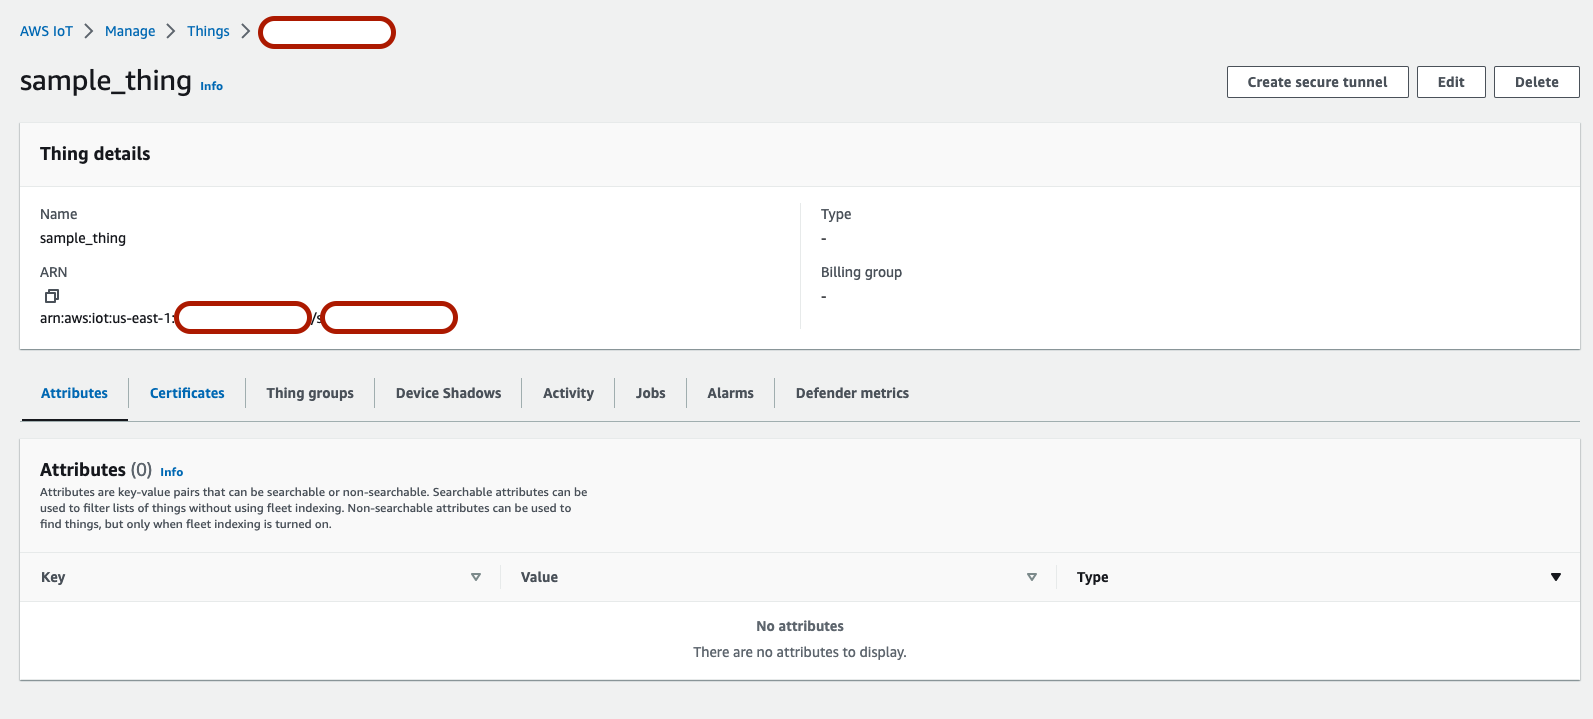 AWS IoT > Manage > Things >
sample_thing Info
Create secure tunnel Edit Delete
Thing details
Name
sample_thing
ARN
arn:aws:iot:us-east-1: /s
Type
-
Billing group
-
Attributes Certificates Thing groups Device Shadows Activity Jobs Alarms Defender metrics
Attributes (0) Info
Attributes are key-value pairs that can be searchable or non-searchable. Searchable attributes can be
used to filter lists of things without using fleet indexing. Non-searchable attributes can be used to
find things, but only when fleet indexing is turned on.
Key Value Type
No attributes
There are no attributes to display.